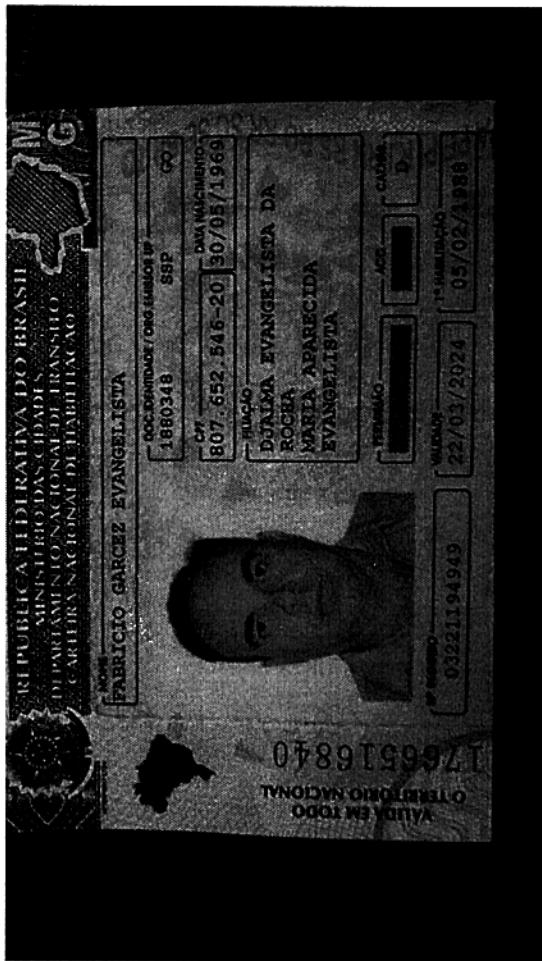 REPÚBLICA FEDERATIVA DO BRASIL
MINISTÉRIO DAS CIDADES
DEPARTAMENTO NACIONAL DE TRÂNSITO
CARTEIRA NACIONAL DE HABILITAÇÃO
MG
NOME
FABRICIO GARCEZ EVANGELISTA
DOC. IDENTIDADE / ORG EMISSOR UF
1880348 SSP GO
CPF DATA NASCIMENTO
807.652.546-20 30/05/1969
FILIAÇÃO
DJALMA EVANGELISTA DA
ROCHA
MARIA APARECIDA
EVANGELISTA
PERMISSÃO ACC CAT. HAB.
D
Nº REGISTRO VALIDADE 1ª HABILITAÇÃO
03221194949 22/03/2024 05/02/1988
VÁLIDA EM TODO
O TERRITÓRIO NACIONAL
1766516840